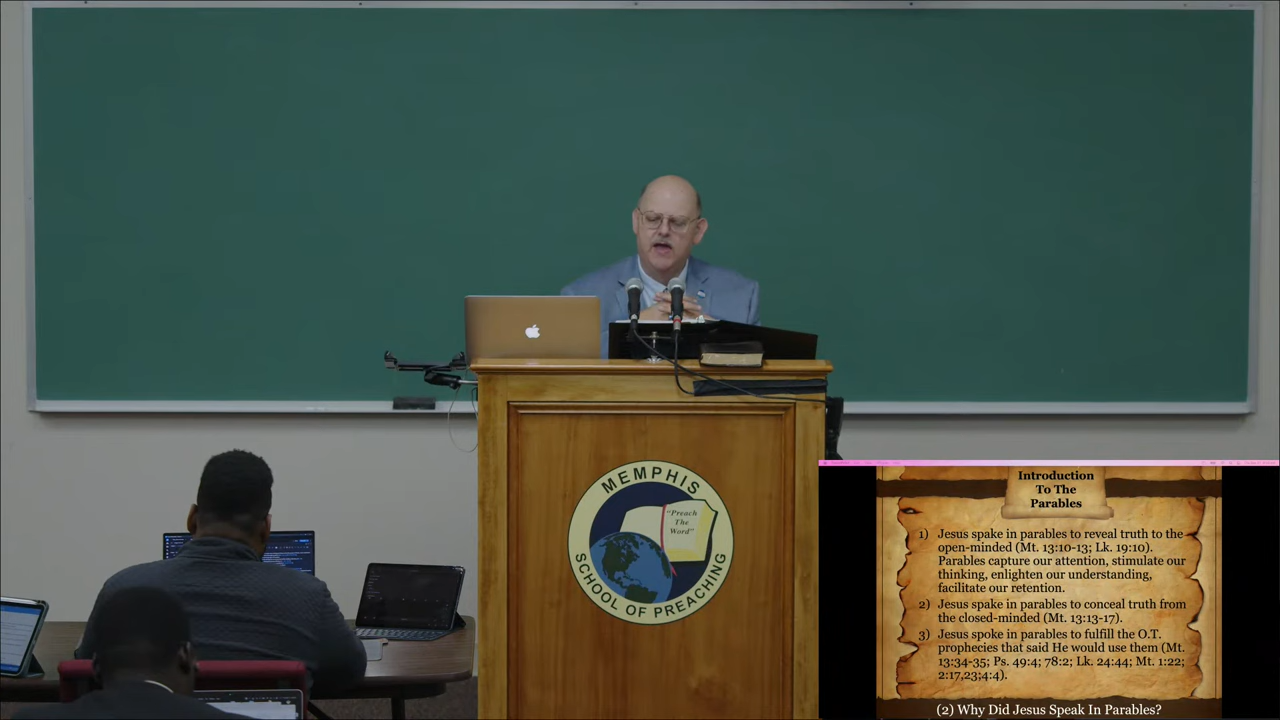 MEMPHIS
"Preach
The
Word"
SCHOOL OF PREACHING
Introduction
To The
Parables
1) Jesus spake in parables to reveal truth to the
open-minded (Mt. 13:10-13; Lk. 19:10).
Parables capture our attention, stimulate our
thinking, enlighten our understanding,
facilitate our retention.
2) Jesus spake in parables to conceal truth from
the closed-minded (Mt. 13:13-17).
3) Jesus spoke in parables to fulfill the O.T.
prophecies that said He would use them (Mt.
13:34-35; Ps. 49:4; 78:2; Lk. 24:44; Mt. 1:22;
2:17,23;4:4).
(2) Why Did Jesus Speak In Parables?